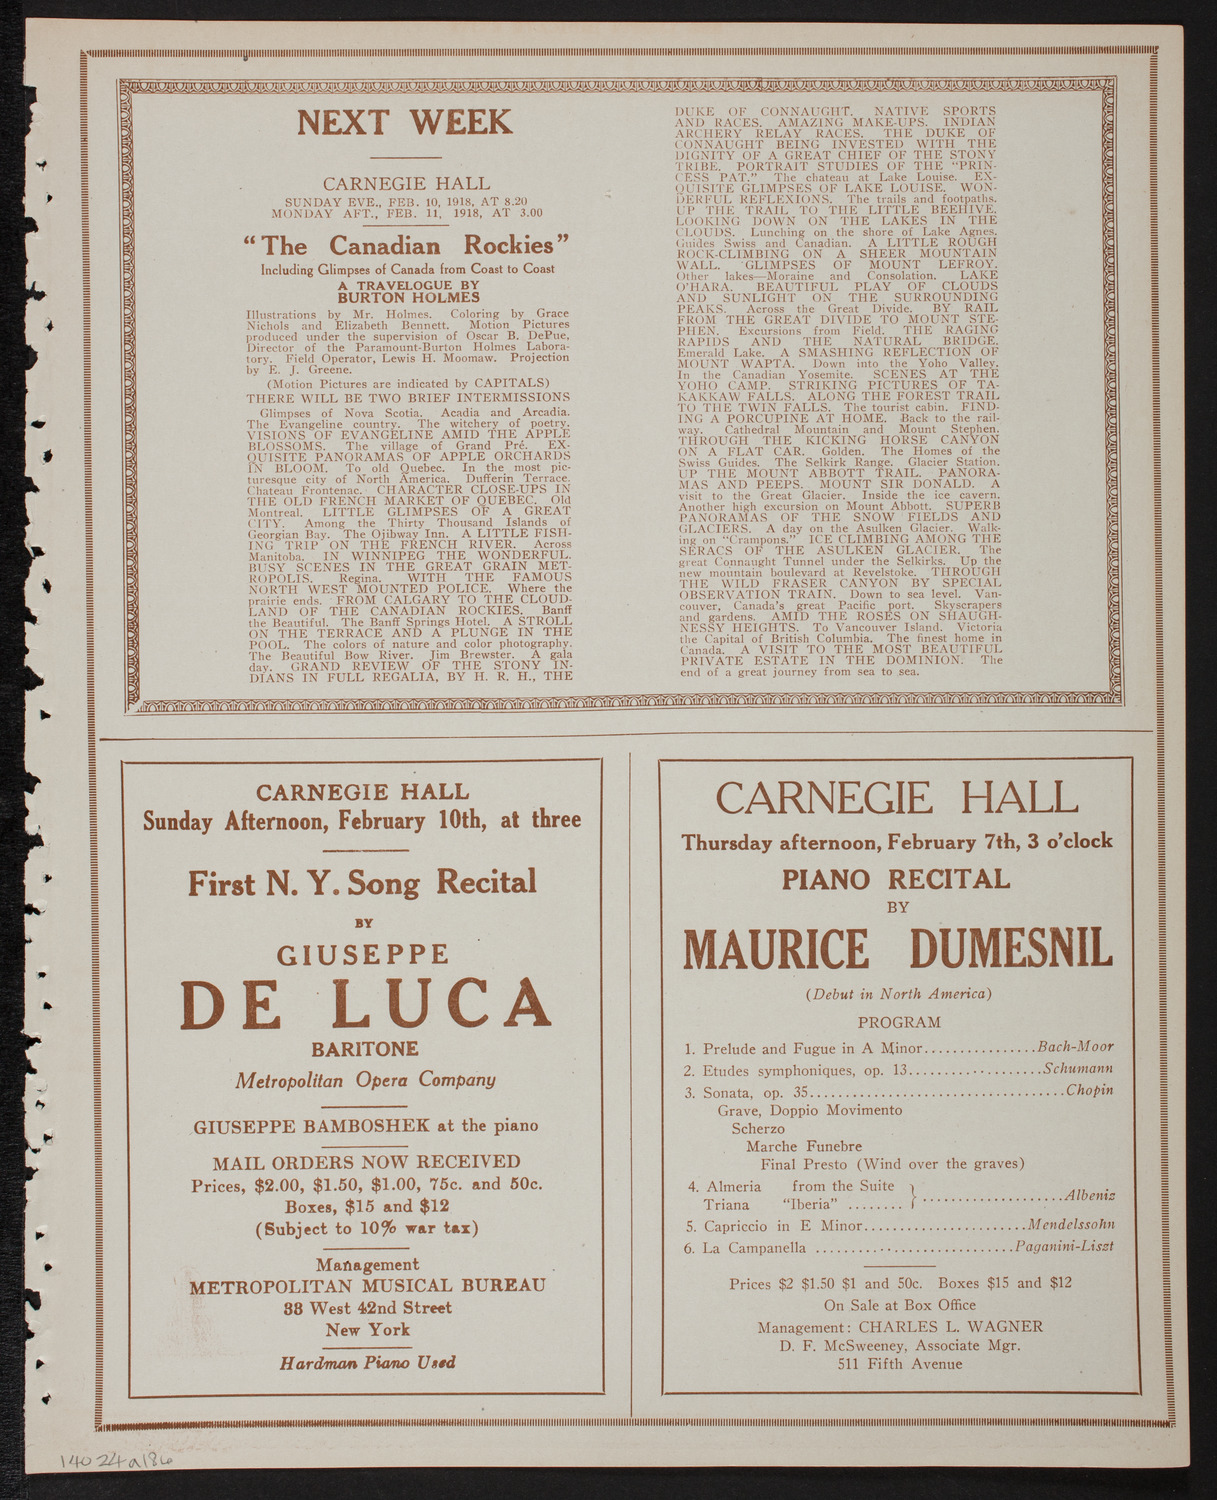 NEXT WEEK
CARNEGIE HALL
SUNDAY EVE., FEB. 10, 1918, AT 8.20
MONDAY AFT., FEB. 11, 1918, AT 3.00
"The Canadian Rockies"
Including Glimpses of Canada from Coast to Coast
A TRAVELOGUE BY
BURTON HOLMES
Illustrations by Mr. Holmes. Coloring by Grace
Nichols and Elizabeth Bennett. Motion Pictures
produced under the supervision of Oscar B. DePue,
Director of the Paramount-Burton Holmes Labora-
tory. Field Operator, Lewis H. Moomaw. Projection
by E. J. Greene.
(Motion Pictures are indicated by CAPITALS)
THERE WILL BE TWO BRIEF INTERMISSIONS
Glimpses of Nova Scotia. Acadia and Arcadia.
The Evangeline country. The witchery of poetry.
VISIONS OF EVANGELINE AMID THE APPLE
BLOSSOMS. The village of Grand Pré. EX-
QUISITE PANORAMAS OF APPLE ORCHARDS
IN BLOOM. To old Quebec. In the most pic-
turesque city of North America. Dufferin Terrace.
Chateau Frontenac. CHARACTER CLOSE-UPS IN
THE OLD FRENCH MARKET OF QUEBEC. Old
Montreal. LITTLE GLIMPSES OF A GREAT
CITY. Among the Thirty Thousand Islands of
Georgian Bay. The Ojibway Inn. A LITTLE FISH-
ING TRIP ON THE FRENCH RIVER. Across
Manitoba. IN WINNIPEG THE WONDERFUL.
BUSY SCENES IN THE GREAT GRAIN MET-
ROPOLIS. Regina. WITH THE FAMOUS
NORTH WEST MOUNTED POLICE. Where the
prairie ends. FROM CALGARY TO THE CLOUD-
LAND OF THE CANADIAN ROCKIES. Banff
the Beautiful. The Banff Springs Hotel. A STROLL
ON THE TERRACE AND A PLUNGE IN THE
POOL. The colors of nature and color photography.
The Beautiful Bow River. Jim Brewster. A gala
day. GRAND REVIEW OF THE STONY IN-
DIANS IN FULL REGALIA, BY H. R. H., THE
DUKE OF CONNAUGHT. NATIVE SPORTS
AND RACES. AMAZING MAKE-UPS. INDIAN
ARCHERY RELAY RACES. THE DUKE OF
CONNAUGHT BEING INVESTED WITH THE
DIGNITY OF A GREAT CHIEF OF THE STONY
TRIBE. PORTRAIT STUDIES OF THE "PRIN-
CESS PAT." The chateau at Lake Louise. EX-
QUISITE GLIMPSES OF LAKE LOUISE. WON-
DERFUL REFLEXIONS. The trails and footpaths.
UP THE TRAIL TO THE LITTLE BEEHIVE.
LOOKING DOWN ON THE LAKES IN THE
CLOUDS. Lunching on the shore of Lake Agnes.
Guides Swiss and Canadian. A LITTLE ROUGH
ROCK-CLIMBING ON A SHEER MOUNTAIN
WALL. GLIMPSES OF MOUNT LEFROY.
Other lakes—Moraine and Consolation. LAKE
O'HARA. BEAUTIFUL PLAY OF CLOUDS
AND SUNLIGHT ON THE SURROUNDING
PEAKS. Across the Great Divide. BY RAIL
FROM THE GREAT DIVIDE TO MOUNT STE-
PHEN. Excursions from Field. THE RAGING
RAPIDS AND THE NATURAL BRIDGE.
Emerald Lake. A SMASHING REFLECTION OF
MOUNT WAPTA. Down into the Yoho Valley.
In the Canadian Yosemite. SCENES AT THE
YOHO CAMP. STRIKING PICTURES OF TA-
KAKKAW FALLS. ALONG THE FOREST TRAIL
TO THE TWIN FALLS. The tourist cabin. FIND-
ING A PORCUPINE AT HOME. Back to the rail-
way. Cathedral Mountain and Mount Stephen.
THROUGH THE KICKING HORSE CANYON
ON A FLAT CAR. Golden. The Homes of the
Swiss Guides. The Selkirk Range. Glacier Station.
UP THE MOUNT ABBOTT TRAIL. PANORA-
MAS AND PEEPS. MOUNT SIR DONALD. A
visit to the Great Glacier. Inside the ice cavern.
Another high excursion on Mount Abbott. SUPERB
PANORAMAS OF THE SNOW FIELDS AND
GLACIERS. A day on the Asulken Glacier. Walk-
ing on "Crampons." ICE CLIMBING AMONG THE
SERACS OF THE ASULKEN GLACIER. The
great Connaught Tunnel under the Selkirks. Up the
new mountain boulevard at Revelstoke. THROUGH
THE WILD FRASER CANYON BY SPECIAL
OBSERVATION TRAIN. Down to sea level. Van-
couver, Canada's great Pacific port. Skyscrapers
and gardens. AMID THE ROSES ON SHAUGH-
NESSY HEIGHTS. To Vancouver Island. Victoria
the Capital of British Columbia. The finest home in
Canada. A VISIT TO THE MOST BEAUTIFUL
PRIVATE ESTATE IN THE DOMINION. The
end of a great journey from sea to sea.
CARNEGIE HALL
Sunday Afternoon, February 10th, at three
First N. Y. Song Recital
BY
GIUSEPPE
DE LUCA
BARITONE
Metropolitan Opera Company
GIUSEPPE BAMBOSHEK at the piano
MAIL ORDERS NOW RECEIVED
Prices, $2.00, $1.50, $1.00, 75c. and 50c.
Boxes, $15 and $12
(Subject to 10% war tax)
Management
METROPOLITAN MUSICAL BUREAU
33 West 42nd Street
New York
Hardman Piano Used
CARNEGIE HALL
Thursday afternoon, February 7th, 3 o'clock
PIANO RECITAL
BY
MAURICE DUMESNIL
(Debut in North America)
PROGRAM
1. Prelude and Fugue in A Minor................Bach-Moor
2. Etudes symphoniques, op. 13...................Schumann
3. Sonata, op. 35...................................Chopin
Grave, Doppio Movimento
Scherzo
Marche Funebre
Final Presto (Wind over the graves)
4. Almeria from the Suite
Triana "Iberia" ........ } ....................Albeniz
5. Capriccio in E Minor.......................Mendelssohn
6. La Campanella ............................Paganini-Liszt
Prices $2 $1.50 $1 and 50c. Boxes $15 and $12
On Sale at Box Office
Management: CHARLES L. WAGNER
D. F. McSweeney, Associate Mgr.
511 Fifth Avenue
14024a186